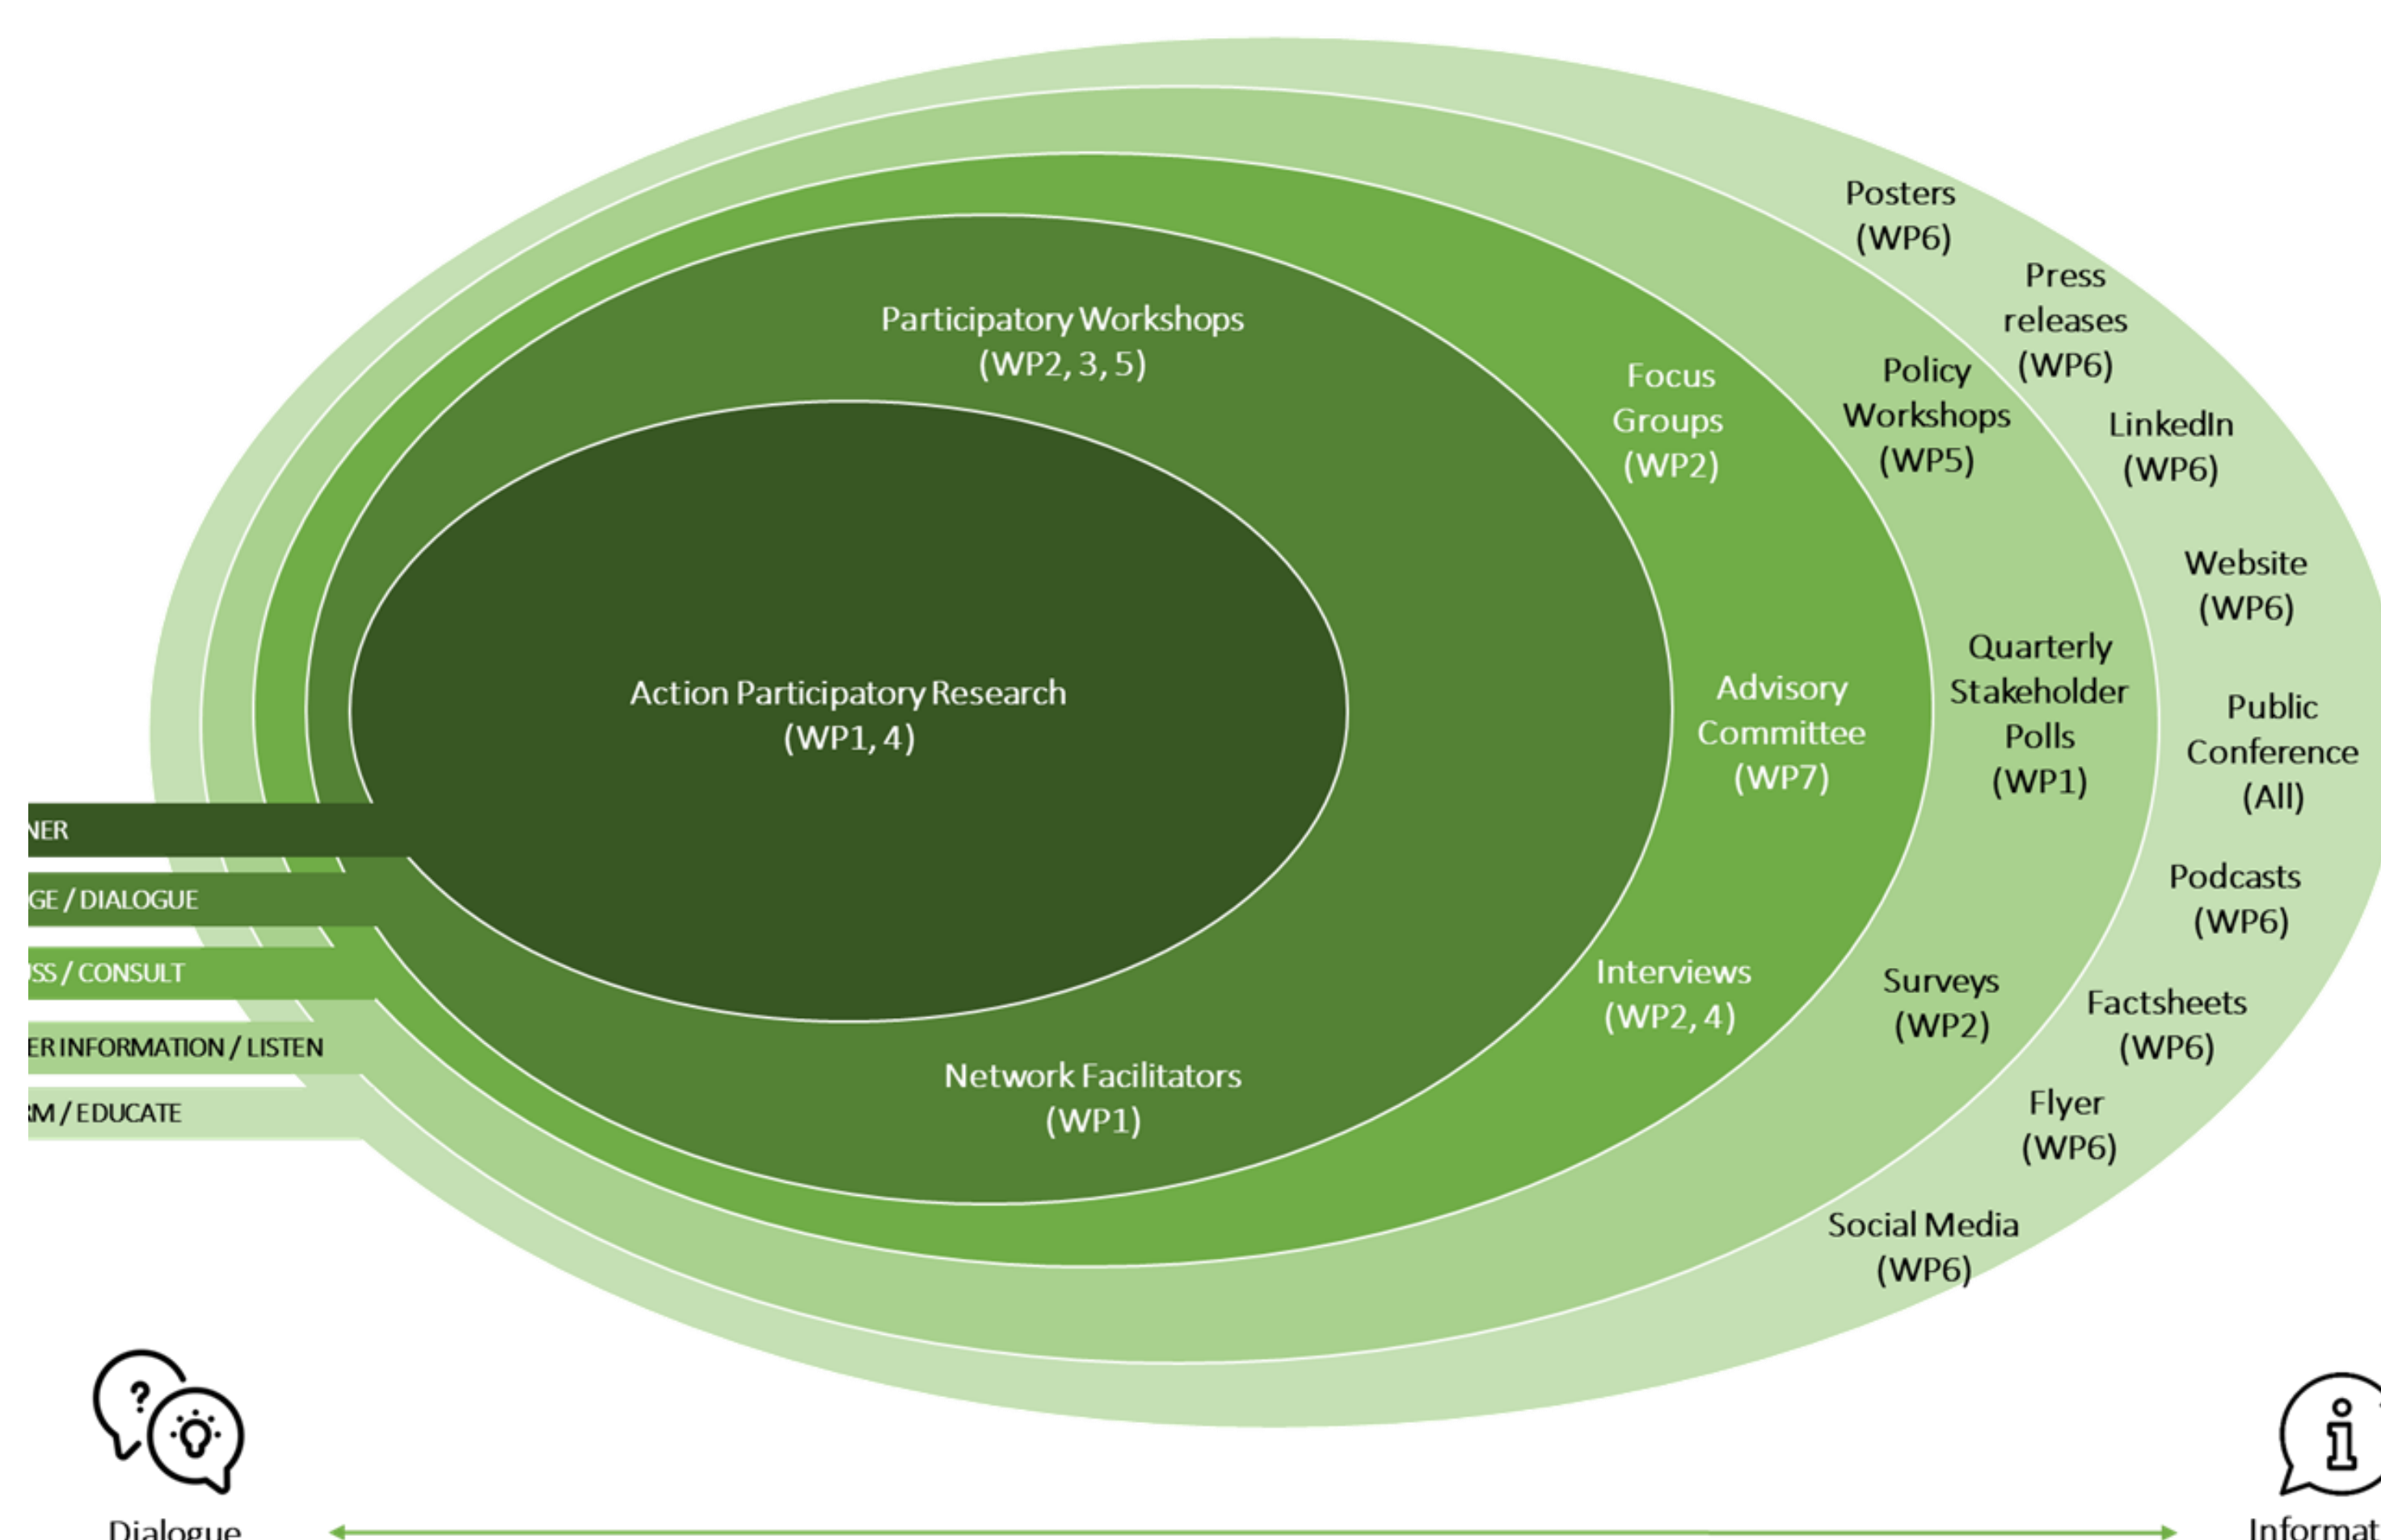 Posters
(WP6)
Press
releases
(WP6)
Participatory Workshops
(WP2, 3, 5)
Focus
Groups
(WP2)
Policy
Workshops
(WP5)
LinkedIn
(WP6)
Website
(WP6)
Action Participatory Research
(WP1, 4)
Advisory
Committee
(WP7)
Quarterly
Stakeholder
Polls
(WP1)
Public
Conference
(All)
NER
GE / DIALOGUE
SS / CONSULT
ER INFORMATION / LISTEN
M / EDUCATE
Podcasts
(WP6)
Interviews
(WP2, 4)
Surveys
(WP2)
Factsheets
(WP6)
Network Facilitators
(WP1)
Flyer
(WP6)
Social Media
(WP6)
Dialogue
Informat